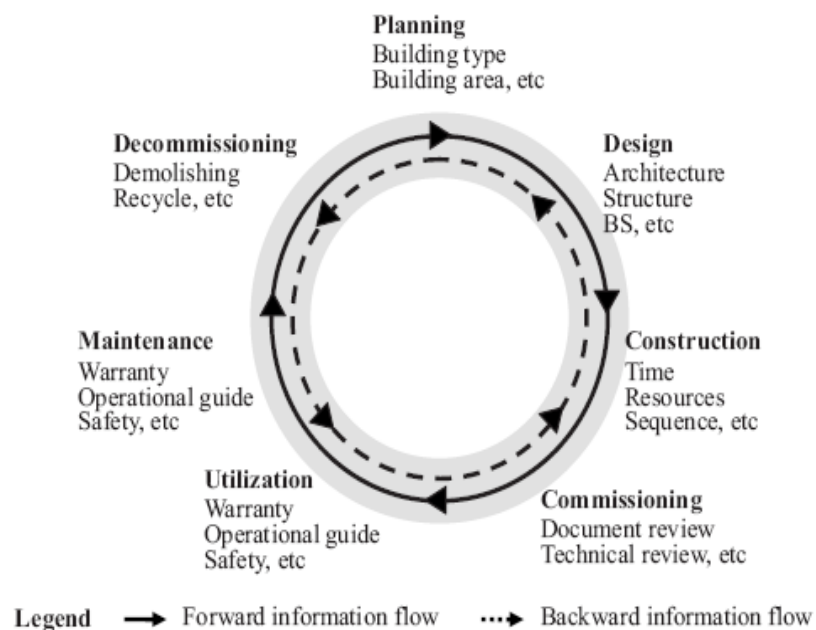 Planning
Building type
Building area, etc
Design
Architecture
Structure
BS, etc
Construction
Time
Resources
Sequence, etc
Commissioning
Document review
Technical review, etc
Utilization
Warranty
Operational guide
Safety, etc
Maintenance
Warranty
Operational guide
Safety, etc
Decommissioning
Demolishing
Recycle, etc
Legend Forward information flow Backward information flow